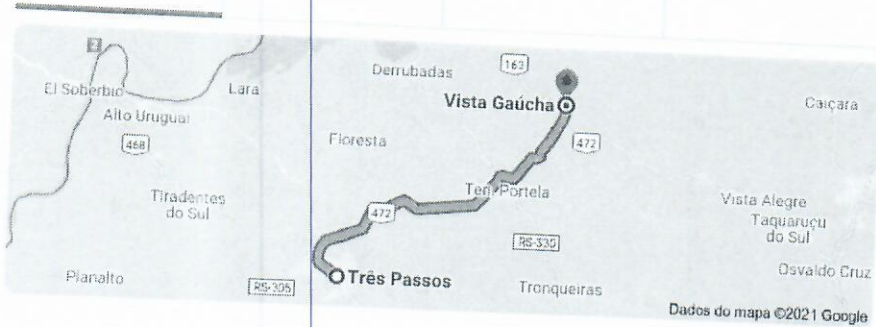 2
163
Derrubadas
El Soberbio
Lara
Vista Gaúcha
Caiçara
Alto Uruguai
468
Floresta
472
Tiradentes
do Sul
Ten. Portela
Vista Alegre
472
Taquaruçu
do Sul
RS-330
Planalto
RS-305
Três Passos
Tronqueiras
Osvaldo Cruz
Dados do mapa ©2021 Google